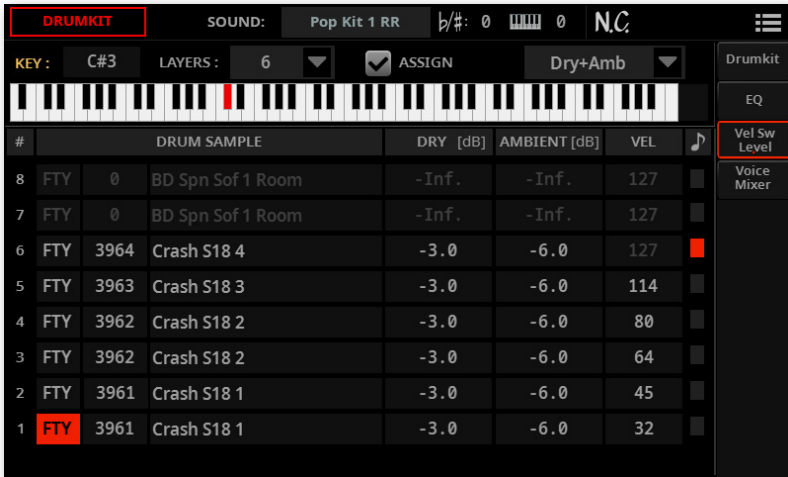 DRUMKIT SOUND: Pop Kit 1 RR ♭/♯: 0 0 N.C.
KEY : C#3 LAYERS : 6 ASSIGN Dry+Amb Drumkit
EQ
# DRUM SAMPLE DRY [dB] AMBIENT [dB] VEL ♪ Vel Sw
Level
8 FTY 0 BD Spn Sof 1 Room -Inf. -Inf. 127 Voice
Mixer
7 FTY 0 BD Spn Sof 1 Room -Inf. -Inf. 127
6 FTY 3964 Crash S18 4 -3.0 -6.0 127
5 FTY 3963 Crash S18 3 -3.0 -6.0 114
4 FTY 3962 Crash S18 2 -3.0 -6.0 80
3 FTY 3962 Crash S18 2 -3.0 -6.0 64
2 FTY 3961 Crash S18 1 -3.0 -6.0 45
1 FTY 3961 Crash S18 1 -3.0 -6.0 32